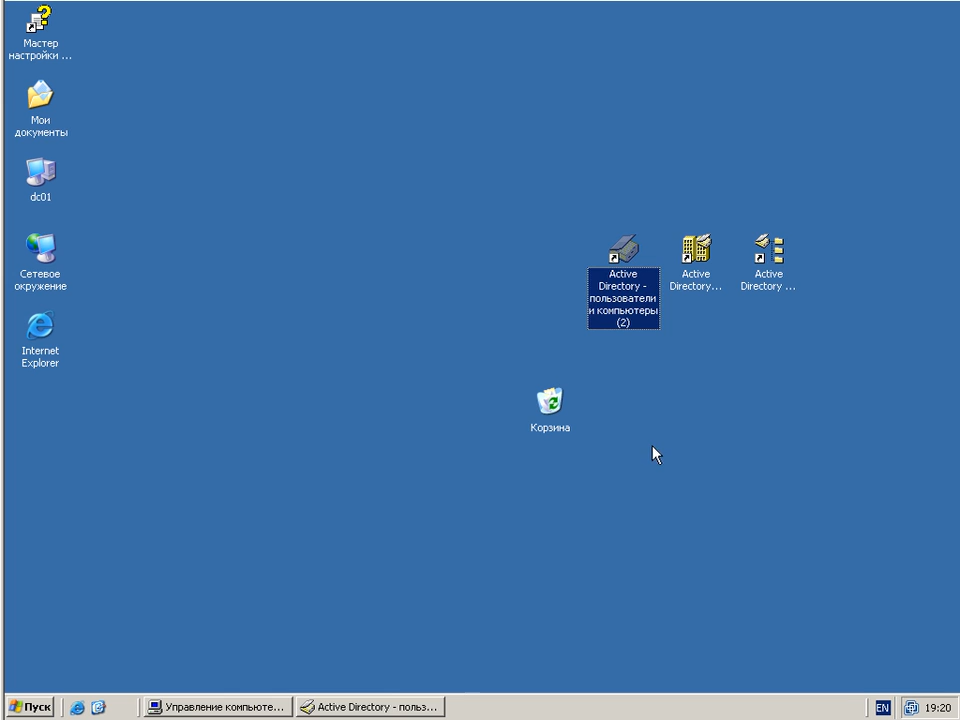 Мастер
настройки ...
Мои
документы
dc01
Сетевое
окружение
Internet
Explorer
Active
Directory -
пользователи
и компьютеры
(2)
Active
Directory...
Active
Directory ...
Корзина
Пуск
Управление компьюте...
Active Directory - польз...
EN
19:20